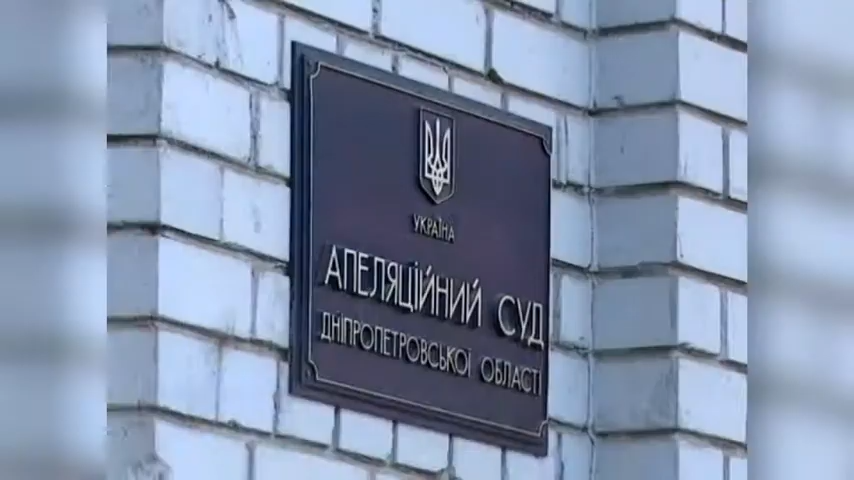 УКРАЇНА
АПЕЛЯЦІЙНИЙ СУД
ДНІПРОПЕТРОВСЬКОЇ ОБЛАСТІ